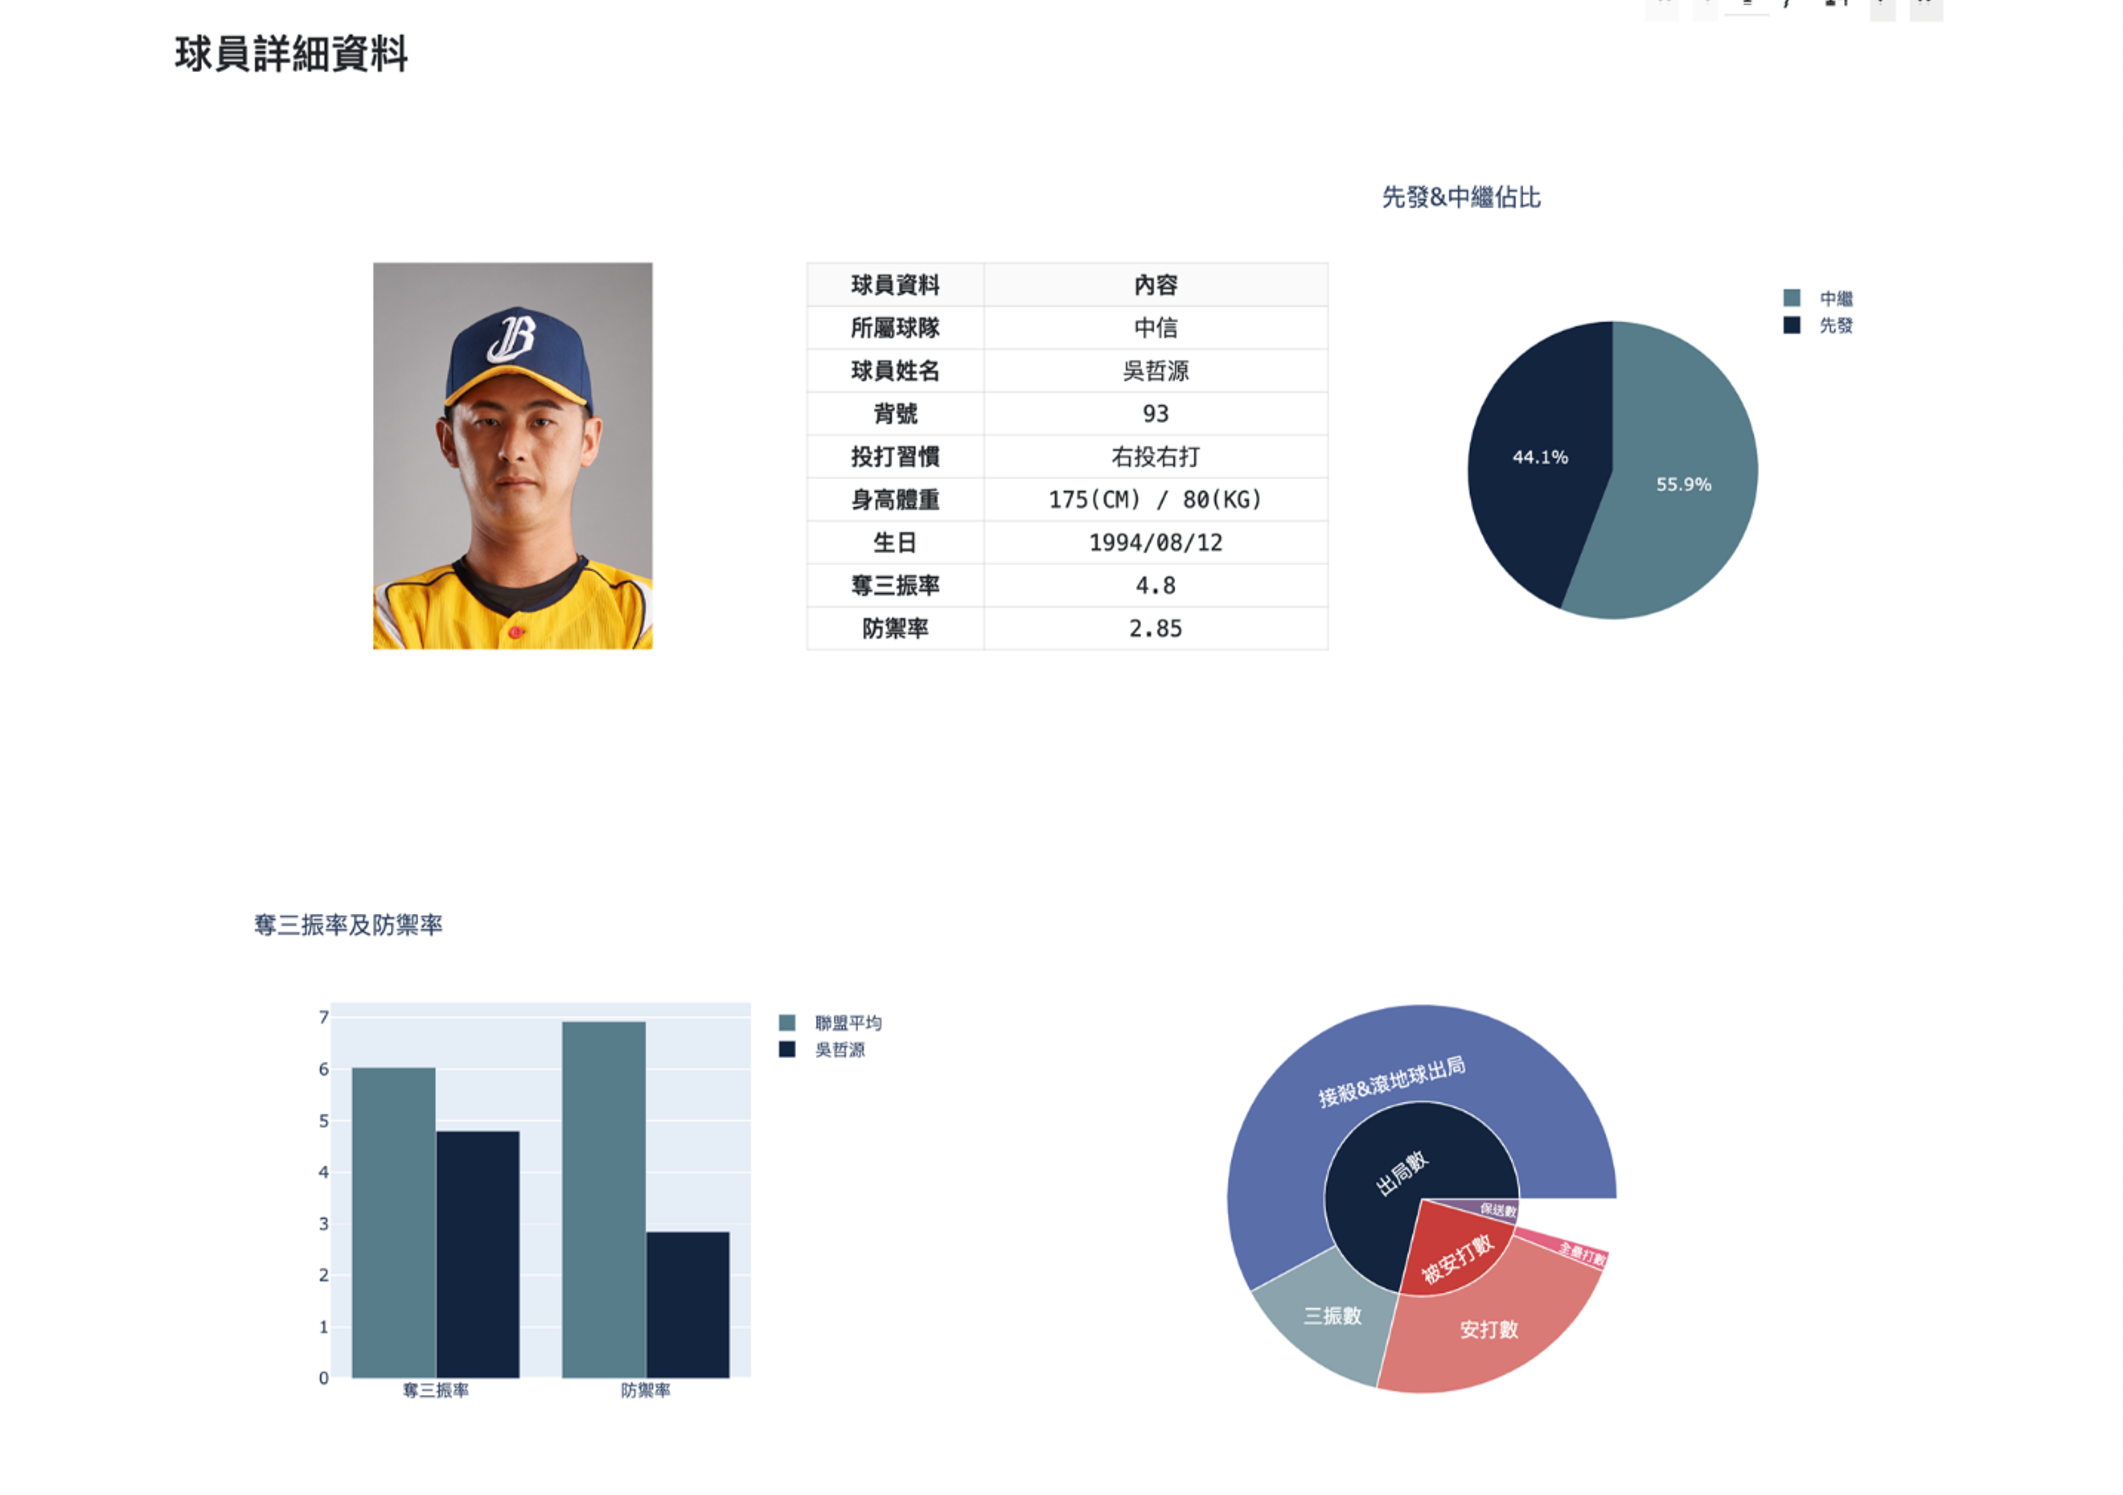 球員詳細資料
先發&中繼佔比
中繼
先發
44.1%
55.9%
B
球員資料 內容
所屬球隊 中信
球員姓名 吳哲源
背號 93
投打習慣 右投右打
身高體重 175(CM) / 80(KG)
生日 1994/08/12
奪三振率 4.8
防禦率 2.85
奪三振率及防禦率
7
6
5
4
3
2
1
0
奪三振率 防禦率
聯盟平均
吳哲源
接殺&滾地球出局
出局數
保送數
全壘打數
被安打數
三振數
安打數